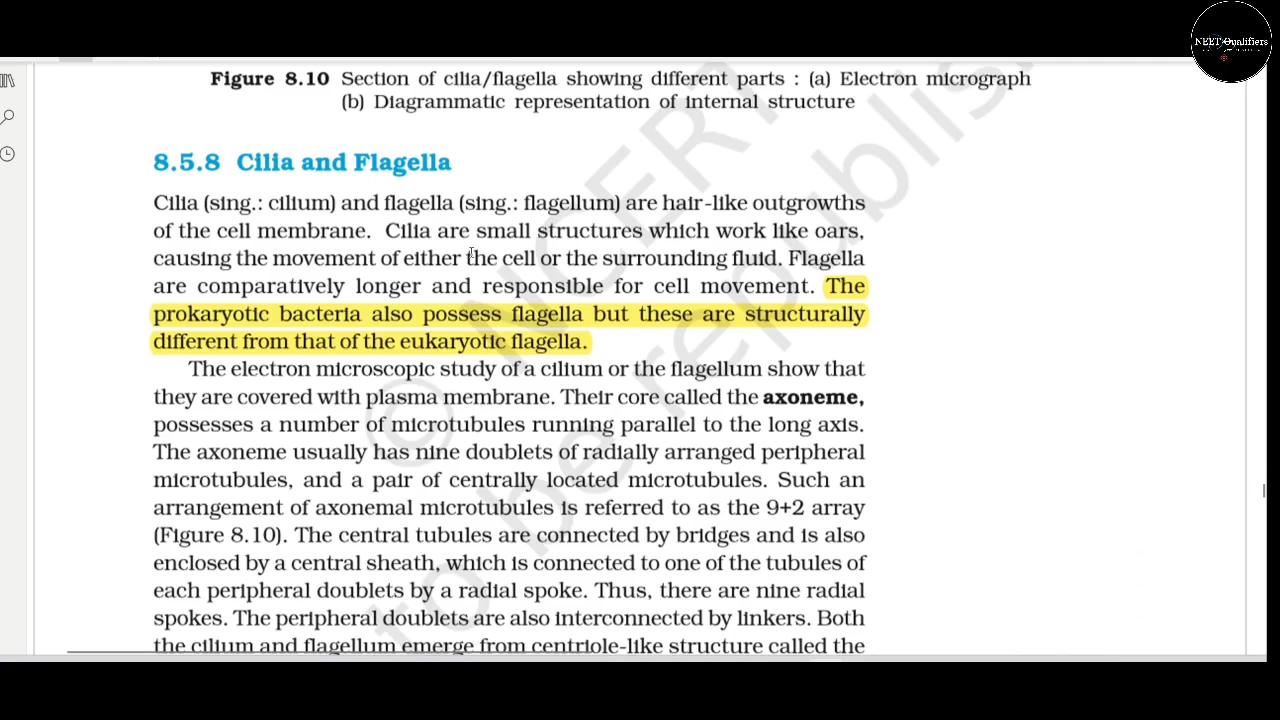 NEET Qualifiers
Figure 8.10 Section of cilia/flagella showing different parts : (a) Electron micrograph
(b) Diagrammatic representation of internal structure
8.5.8 Cilia and Flagella
Cilia (sing.: cilium) and flagella (sing.: flagellum) are hair-like outgrowths
of the cell membrane. Cilia are small structures which work like oars,
causing the movement of either the cell or the surrounding fluid. Flagella
are comparatively longer and responsible for cell movement. The
prokaryotic bacteria also possess flagella but these are structurally
different from that of the eukaryotic flagella.
The electron microscopic study of a cilium or the flagellum show that
they are covered with plasma membrane. Their core called the axoneme,
possesses a number of microtubules running parallel to the long axis.
The axoneme usually has nine doublets of radially arranged peripheral
microtubules, and a pair of centrally located microtubules. Such an
arrangement of axonemal microtubules is referred to as the 9+2 array
(Figure 8.10). The central tubules are connected by bridges and is also
enclosed by a central sheath, which is connected to one of the tubules of
each peripheral doublets by a radial spoke. Thus, there are nine radial
spokes. The peripheral doublets are also interconnected by linkers. Both
the cilium and flagellum emerge from centriole-like structure called the
© NCERT
to be republis